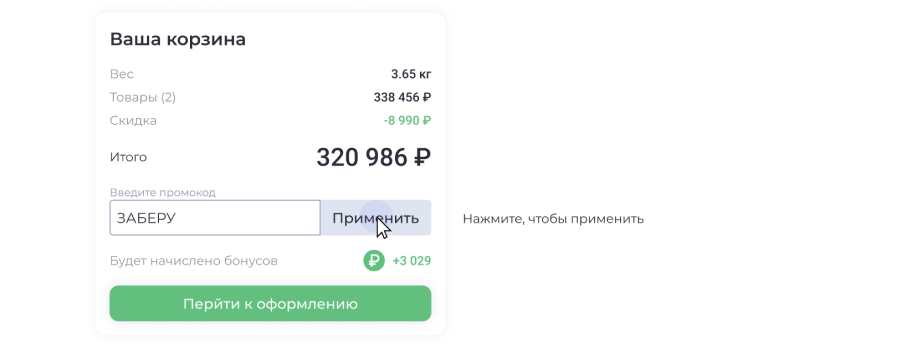 Ваша корзина
Вес 3.65 кг
Товары (2) 338 456 ₽
Скидка -8 990 ₽
Итого 320 986 ₽
Введите промокод
ЗАБЕРУ Применить Нажмите, чтобы применить
Будет начислено бонусов ₽ +3 029
Перейти к оформлению